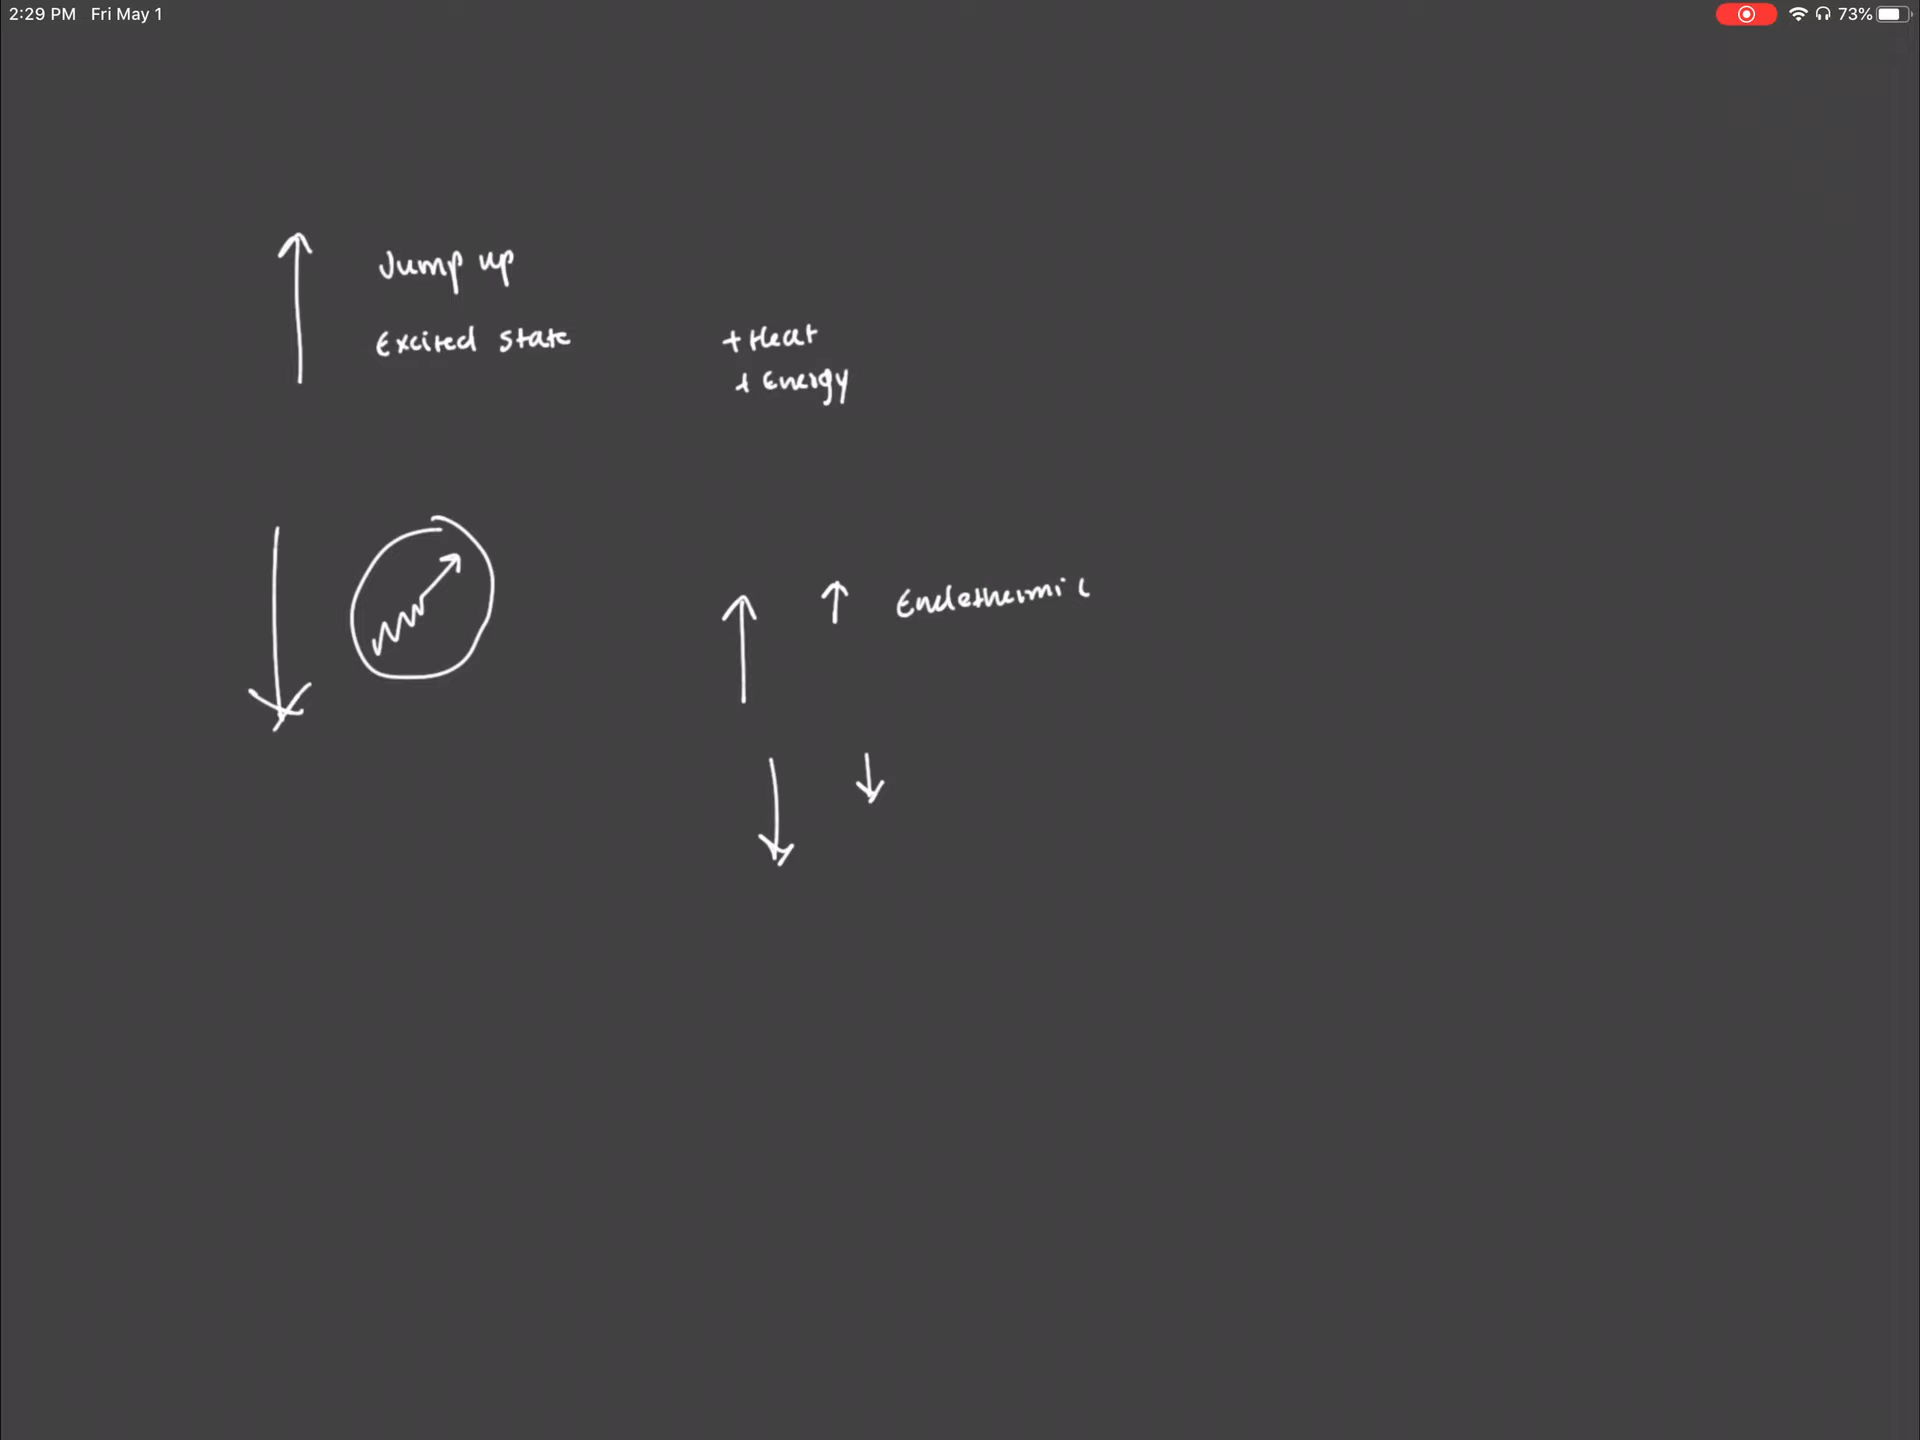 2:29 PM Fri May 1
73%
Jump up
Excited state
+ Heat
+ Energy
Endothermic